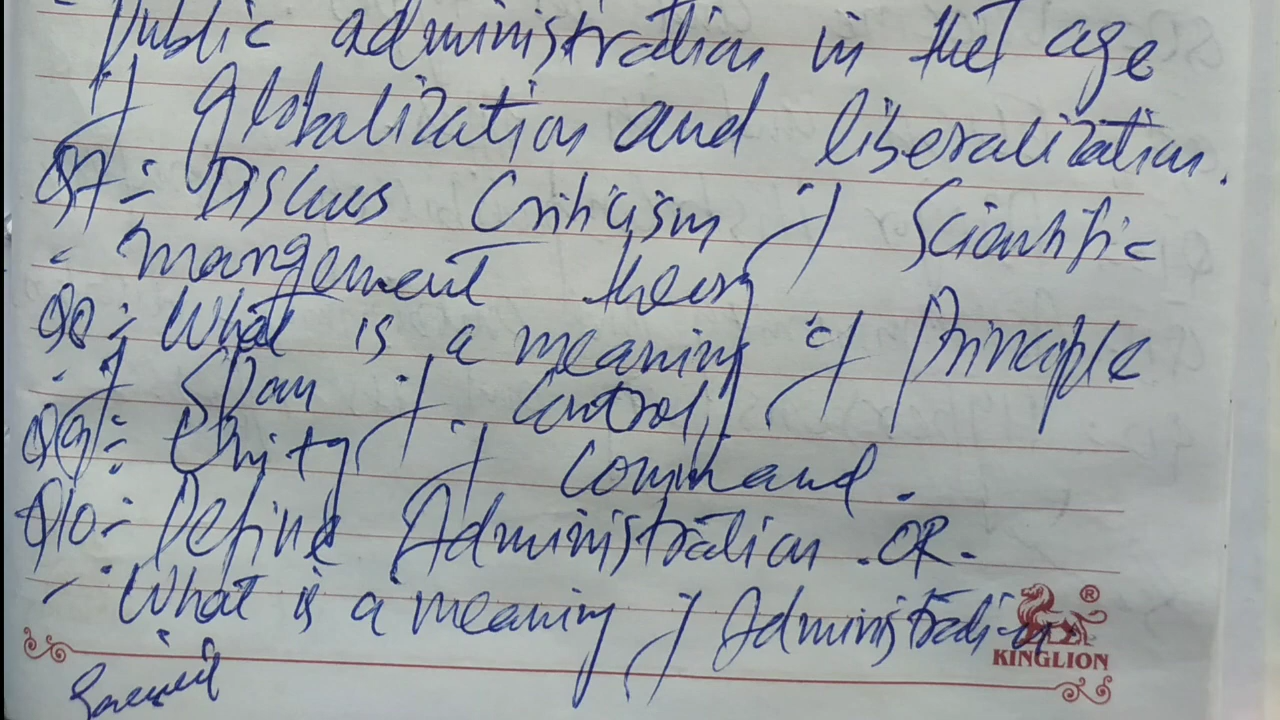 Public administration in the age
of globalization and liberalization.
Q7:- Discuss Criticism of Scientific
mangement theory
Q8:- What is a meaning of Principle
of Span of Control,
Q9:- Unity of Command.
Q10:- Define Administration. OR-
What is a meaning of Administration
®
KINGLION